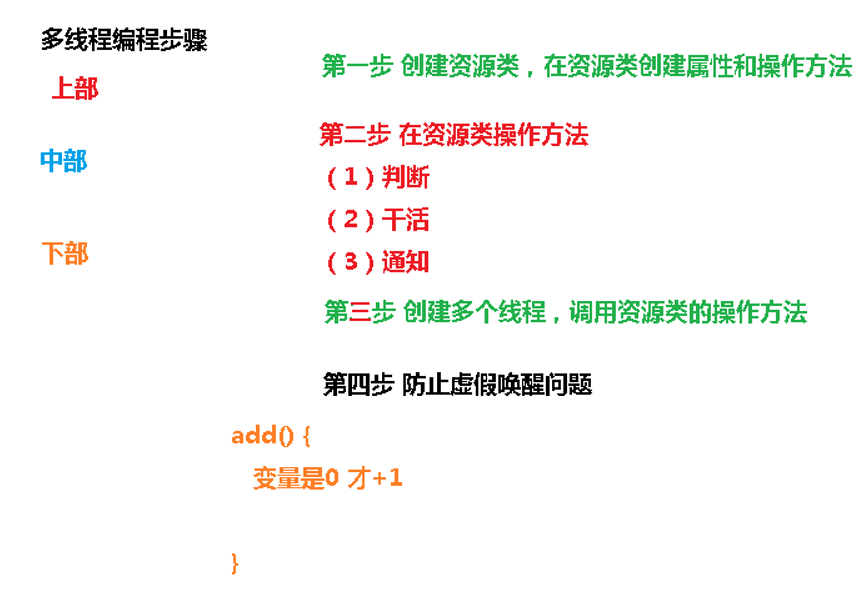 多线程编程步骤
第一步 创建资源类，在资源类创建属性和操作方法
上部
第二步 在资源类操作方法
中部
（1）判断
（2）干活
下部
（3）通知
第三步 创建多个线程，调用资源类的操作方法
第四步 防止虚假唤醒问题
add() {
变量是0 才+1
}